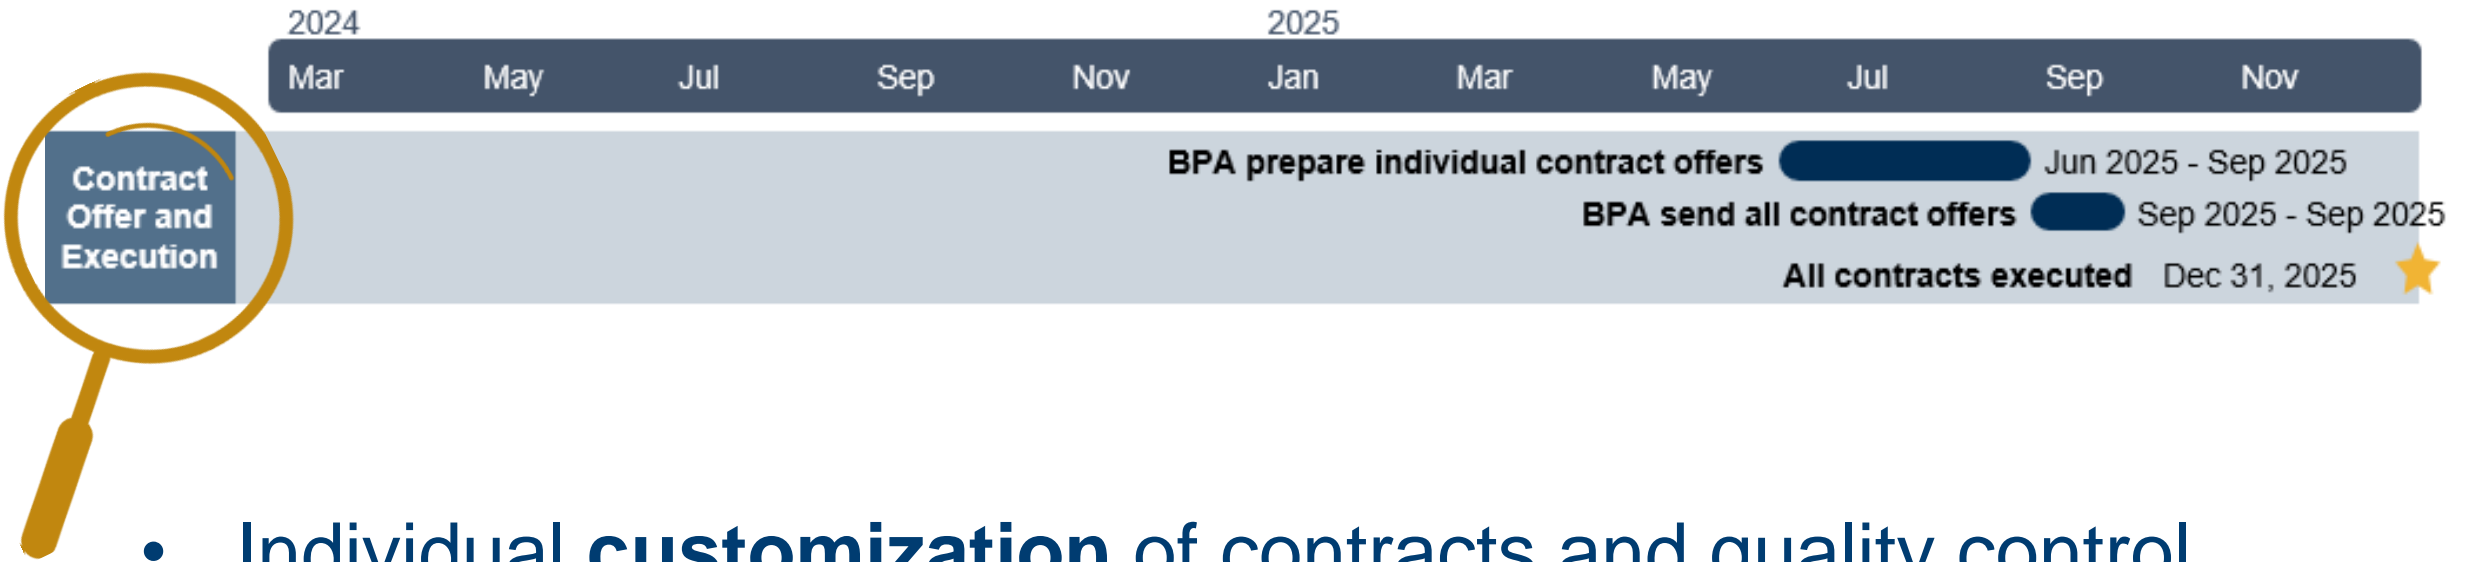 2024 2025
Mar May Jul Sep Nov Jan Mar May Jul Sep Nov
Contract
Offer and
Execution
BPA prepare individual contract offers Jun 2025 - Sep 2025
BPA send all contract offers Sep 2025 - Sep 2025
All contracts executed Dec 31, 2025
• Individual customization of contracts and quality control